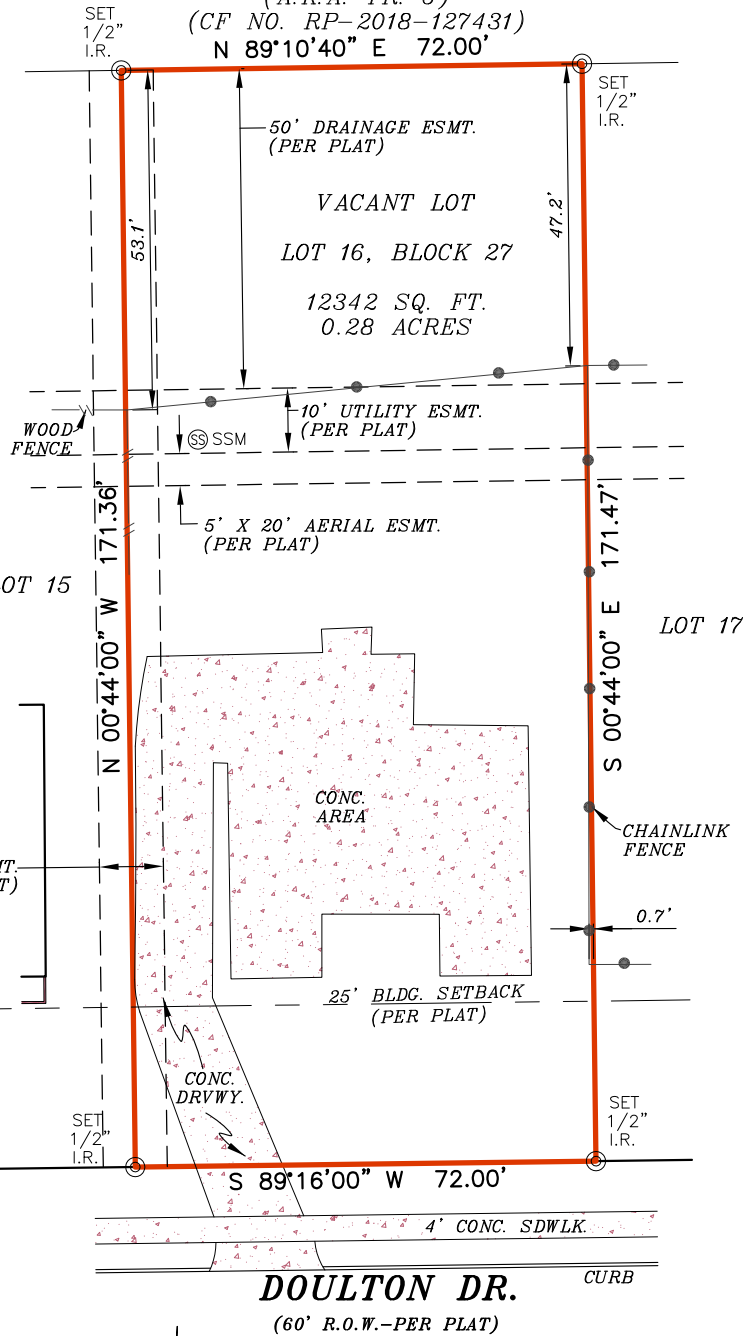 (CF NO. RP-2018-127431)
SET
1/2"
I.R.
N 89°10'40" E 72.00'
SET
1/2"
I.R.
50' DRAINAGE ESMT.
(PER PLAT)
53.1'
47.2'
VACANT LOT
LOT 16, BLOCK 27
12342 SQ. FT.
0.28 ACRES
10' UTILITY ESMT.
(PER PLAT)
WOOD
FENCE
SS SSM
5' X 20' AERIAL ESMT.
(PER PLAT)
N 00°44'00" W 171.36'
S 00°44'00" E 171.47'
OT 15
LOT 17
CONC.
AREA
CHAINLINK
FENCE
MT.
T)
0.7'
25' BLDG. SETBACK
(PER PLAT)
CONC.
DRVWY.
SET
1/2"
I.R.
SET
1/2"
I.R.
S 89°16'00" W 72.00'
4' CONC. SDWLK.
CURB
DOULTON DR.
(60' R.O.W.-PER PLAT)